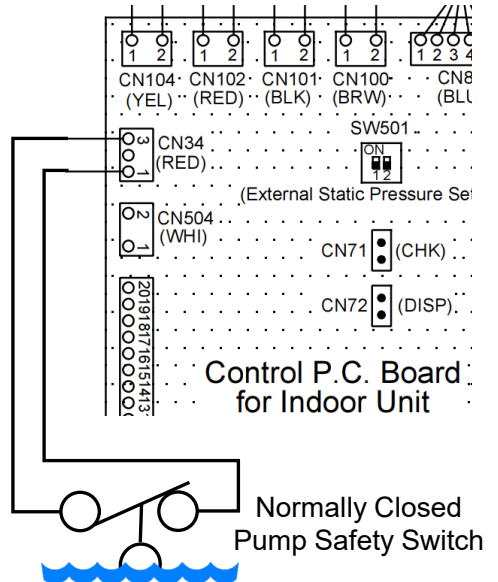 1 2 1 2 1 2 1 2 1 2 3 4
CN104 CN102 CN101 CN100 CN8
(YEL) (RED) (BLK) (BRW) (BLU
SW501
3 CN34 ON
(RED)
1 1 2
(External Static Pressure Set
2 CN504
(WHI)
1
CN71 (CHK)
CN72 (DISP)
20
19
18
17
16
15
14
13
Control P.C. Board
for Indoor Unit
Normally Closed
Pump Safety Switch